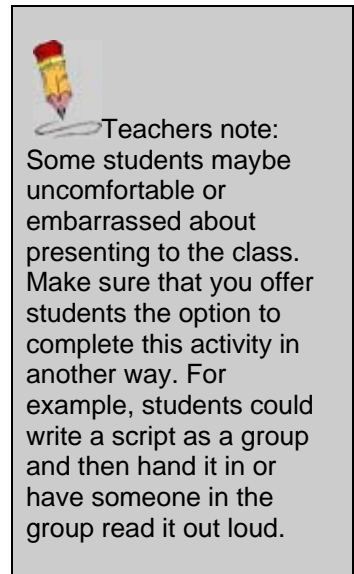 Teachers note:
Some students maybe
uncomfortable or
embarrassed about
presenting to the class.
Make sure that you offer
students the option to
complete this activity in
another way. For
example, students could
write a script as a group
and then hand it in or
have someone in the
group read it out loud.